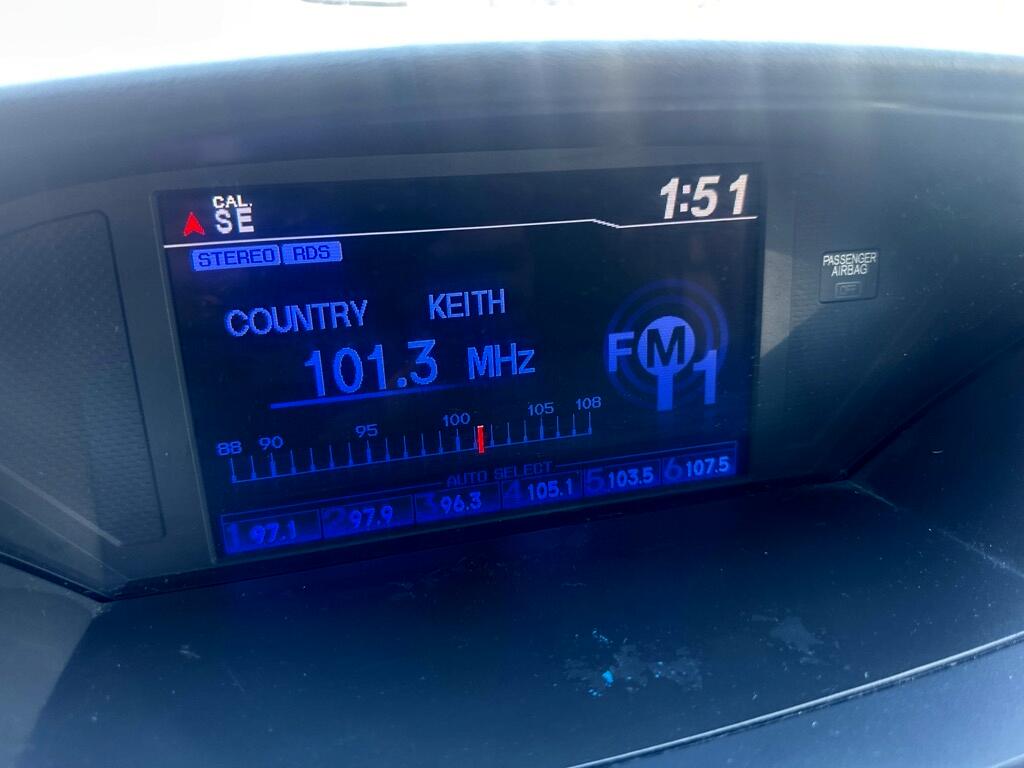 CAL.
SE
1:51
STEREO RDS
PASSENGER
AIRBAG
OFF
COUNTRY KEITH
101.3 MHz
FM1
88 90 95 100 105 108
AUTO SELECT
1 97.1 2 97.9 3 96.3 4 105.1 5 103.5 6 107.5